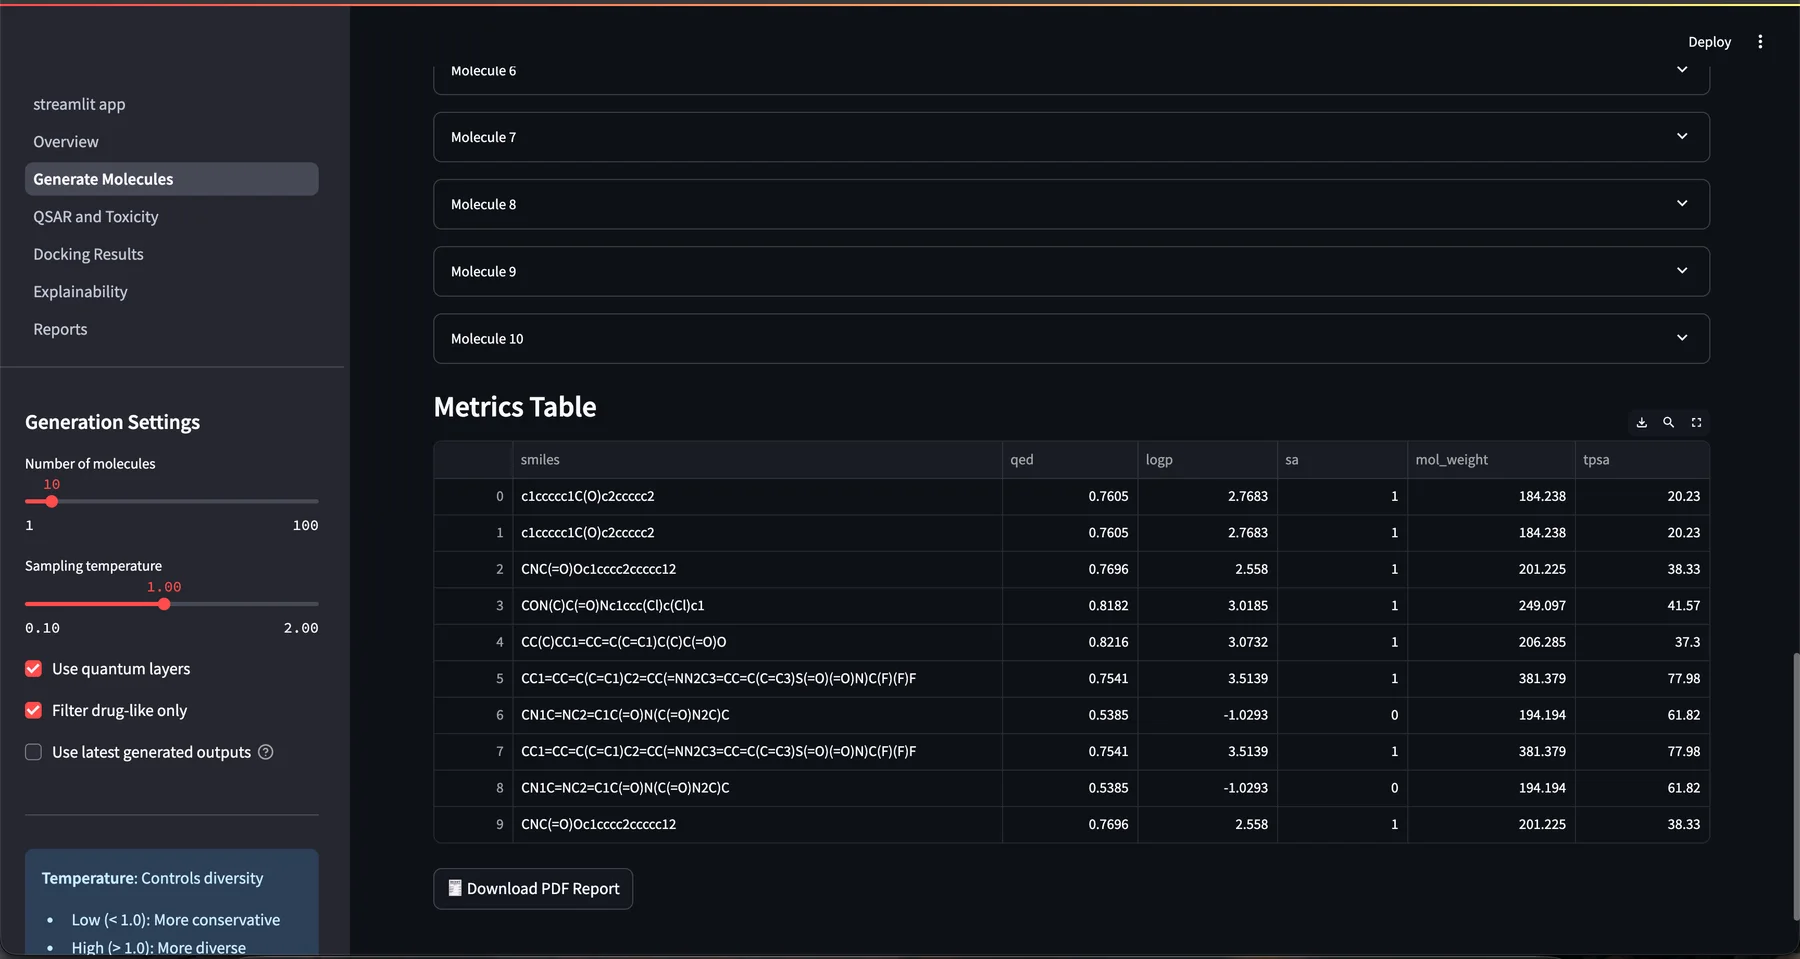 Deploy
streamlit app
Overview
Generate Molecules
QSAR and Toxicity
Docking Results
Explainability
Reports
Generation Settings
Number of molecules
10
1 100
Sampling temperature
1.00
0.10 2.00
Use quantum layers
Filter drug-like only
Use latest generated outputs
Temperature: Controls diversity
• Low (< 1.0): More conservative
• High (> 1.0): More diverse
Molecule 6
Molecule 7
Molecule 8
Molecule 9
Molecule 10
Metrics Table
smiles qed logp sa mol_weight tpsa
0 c1ccccc1C(O)c2ccccc2 0.7605 2.7683 1 184.238 20.23
1 c1ccccc1C(O)c2ccccc2 0.7605 2.7683 1 184.238 20.23
2 CNC(=O)Oc1cccc2ccccc12 0.7696 2.558 1 201.225 38.33
3 CON(C)C(=O)Nc1ccc(Cl)c(Cl)c1 0.8182 3.0185 1 249.097 41.57
4 CC(C)CC1=CC=C(C=C1)C(C)C(=O)O 0.8216 3.0732 1 206.285 37.3
5 CC1=CC=C(C=C1)C2=CC(=NN2C3=CC=C(C=C3)S(=O)(=O)N)C(F)(F)F 0.7541 3.5139 1 381.379 77.98
6 CN1C=NC2=C1C(=O)N(C(=O)N2C)C 0.5385 -1.0293 0 194.194 61.82
7 CC1=CC=C(C=C1)C2=CC(=NN2C3=CC=C(C=C3)S(=O)(=O)N)C(F)(F)F 0.7541 3.5139 1 381.379 77.98
8 CN1C=NC2=C1C(=O)N(C(=O)N2C)C 0.5385 -1.0293 0 194.194 61.82
9 CNC(=O)Oc1cccc2ccccc12 0.7696 2.558 1 201.225 38.33
Download PDF Report